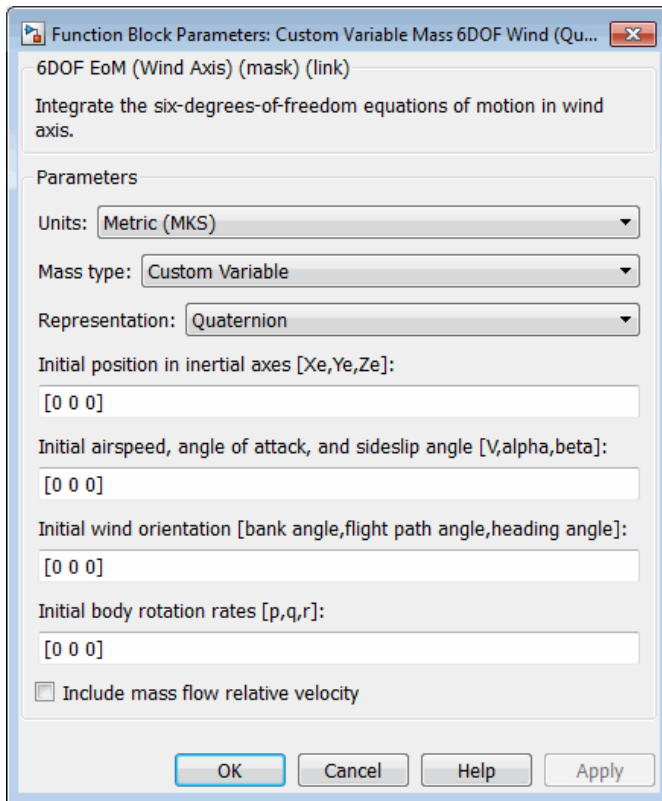 Function Block Parameters: Custom Variable Mass 6DOF Wind (Qu...
6DOF EoM (Wind Axis) (mask) (link)
Integrate the six-degrees-of-freedom equations of motion in wind
axis.
Parameters
Units: Metric (MKS)
Mass type: Custom Variable
Representation: Quaternion
Initial position in inertial axes [Xe,Ye,Ze]:
[0 0 0]
Initial airspeed, angle of attack, and sideslip angle [V,alpha,beta]:
[0 0 0]
Initial wind orientation [bank angle,flight path angle,heading angle]:
[0 0 0]
Initial body rotation rates [p,q,r]:
[0 0 0]
Include mass flow relative velocity
OK Cancel Help Apply